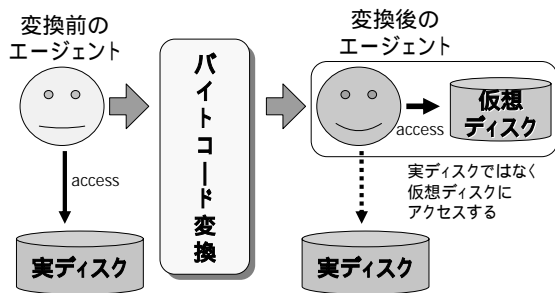 変換前の
エージェント
access
実ディスク
バイトコード変換
変換後の
エージェント
access
仮想
ディスク
実ディスクではなく
仮想ディスクに
アクセスする
実ディスク